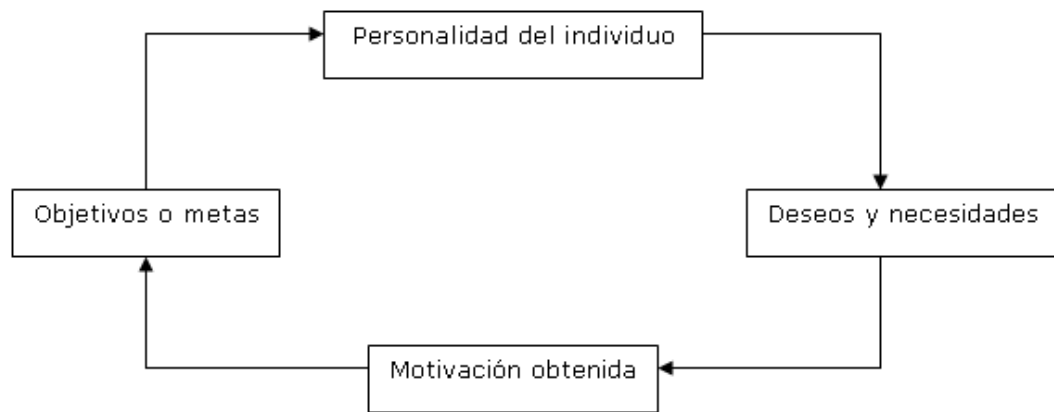 Personalidad del individuo
Objetivos o metas
Deseos y necesidades
Motivación obtenida